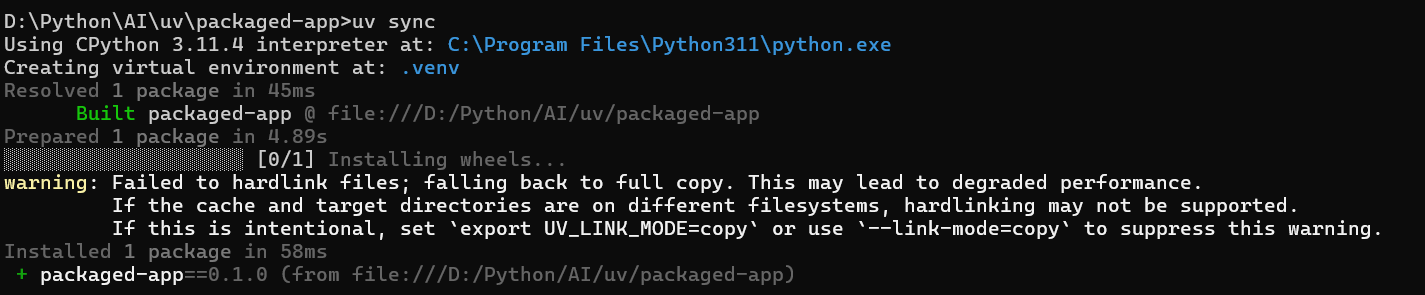 D:\Python\AI\uv\packaged-app>uv sync
Using CPython 3.11.4 interpreter at: C:\Program Files\Python311\python.exe
Creating virtual environment at: .venv
Resolved 1 package in 45ms
      Built packaged-app @ file:///D:/Python/AI/uv/packaged-app
Prepared 1 package in 4.89s
░░░░░░░░░░░░░░░░░░░░ [0/1] Installing wheels...
warning: Failed to hardlink files; falling back to full copy. This may lead to degraded performance.
         If the cache and target directories are on different filesystems, hardlinking may not be supported.
         If this is intentional, set `export UV_LINK_MODE=copy` or use `--link-mode=copy` to suppress this warning.
Installed 1 package in 58ms
 + packaged-app==0.1.0 (from file:///D:/Python/AI/uv/packaged-app)